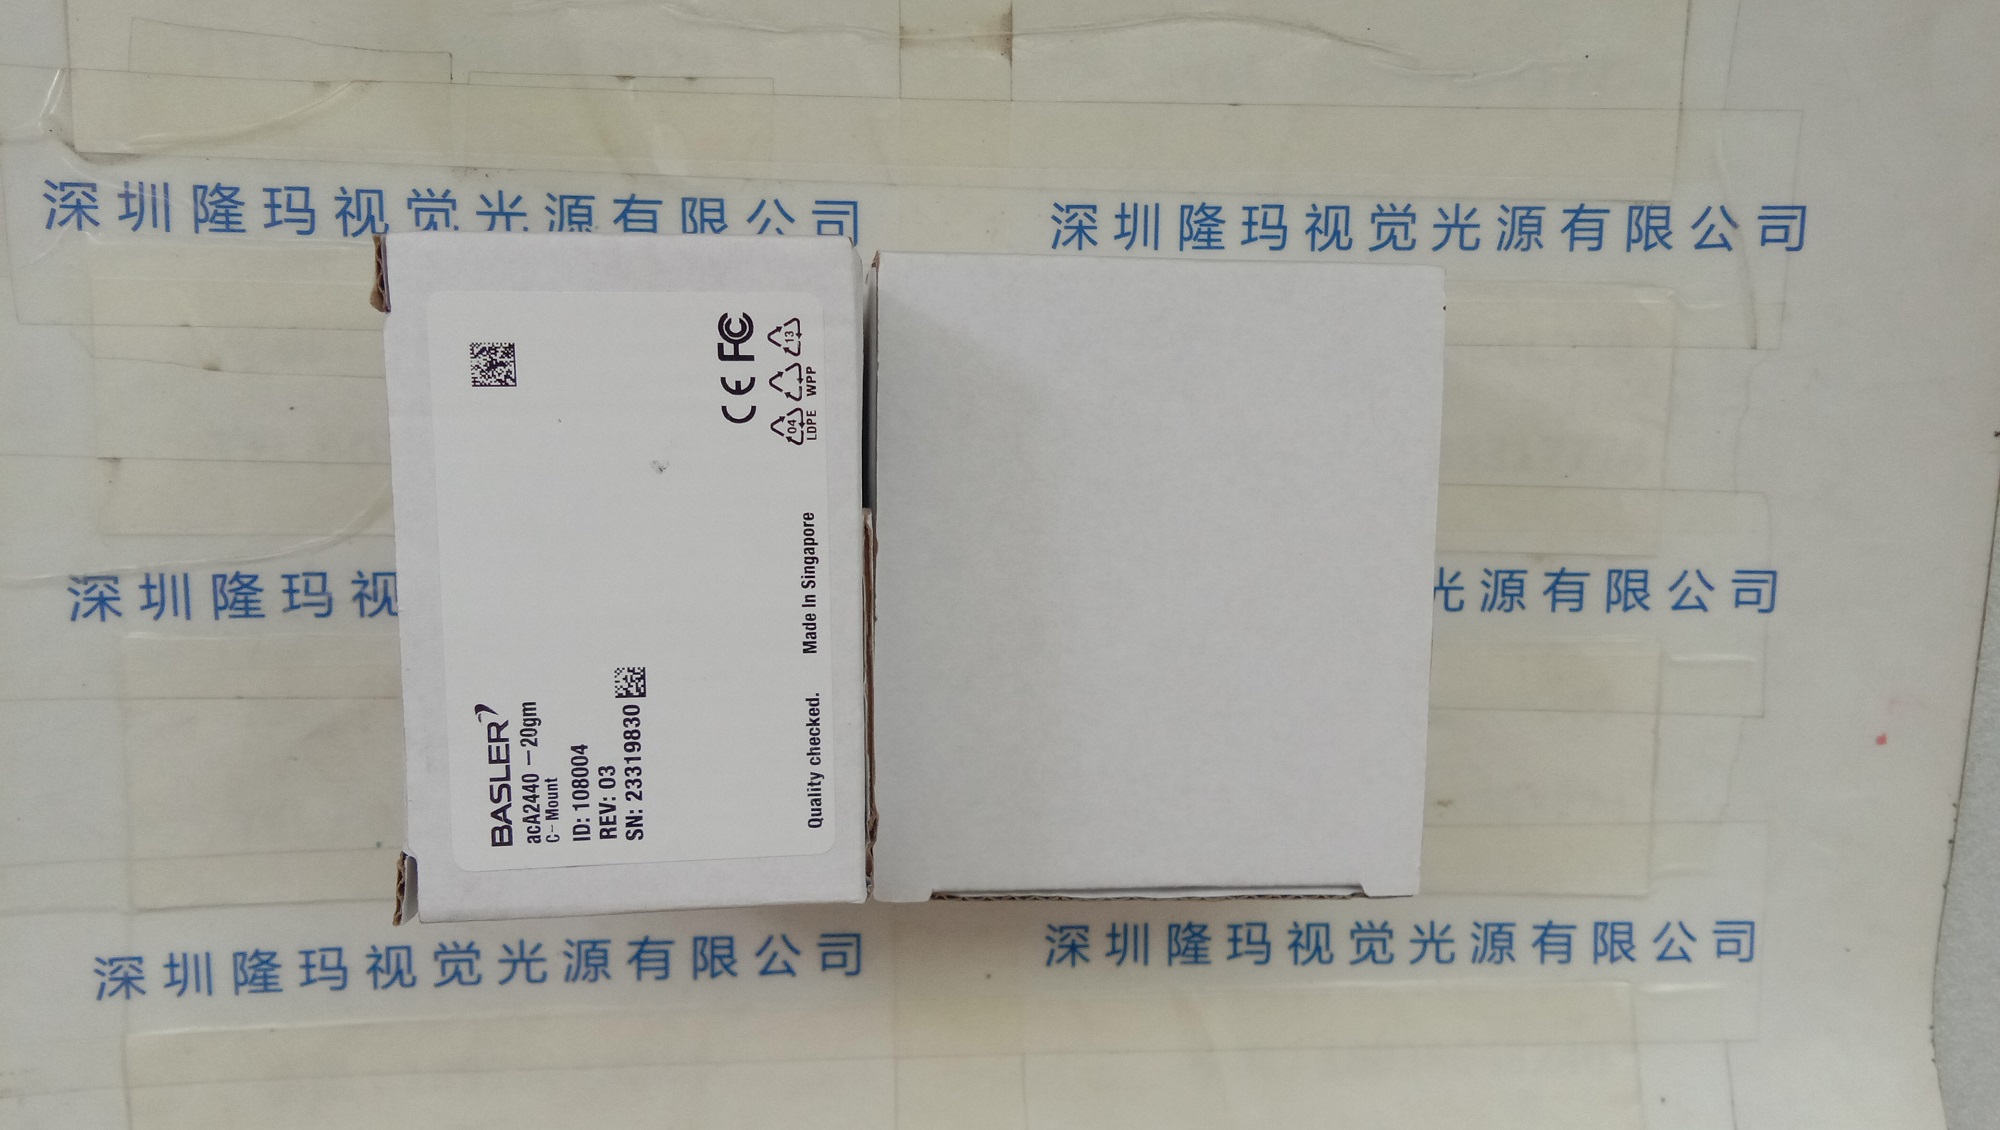 深圳隆玛视觉光源有限公司
深圳隆玛视觉光源有限公司
BASLER
acA2440-20gm
C-Mount
ID: 108004
REV: 03
SN: 23319830
Quality checked. Made In Singapore
CE FC
04 13
LDPE WPP
深圳隆玛视
光源有限公司
深圳隆玛视觉光源有限公司
深圳隆玛视觉光源有限公司